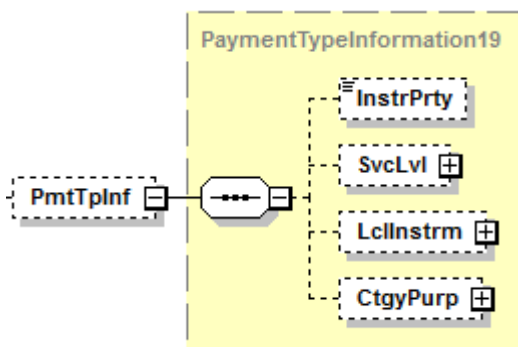 PaymentTypeInformation19
InstrPrty
SvcLvl
PmtTpInf
LclInstrm
CtgyPurp